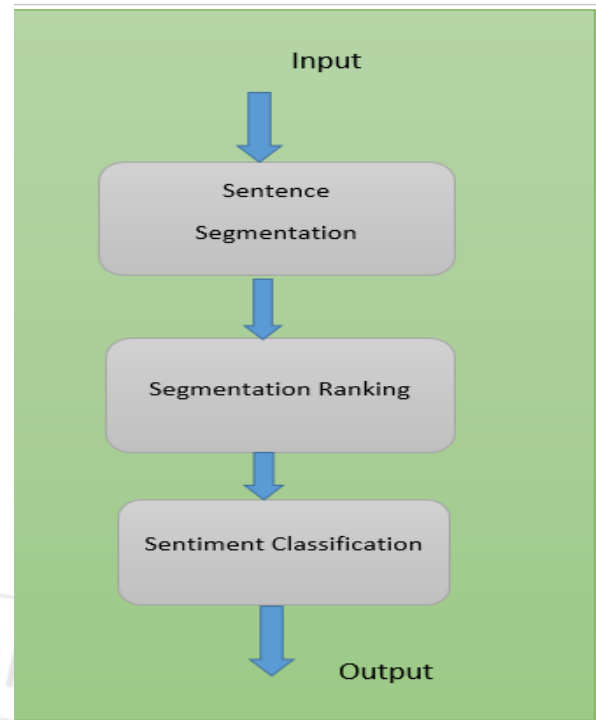 Input
Sentence
Segmentation
Segmentation Ranking
Sentiment Classification
Output